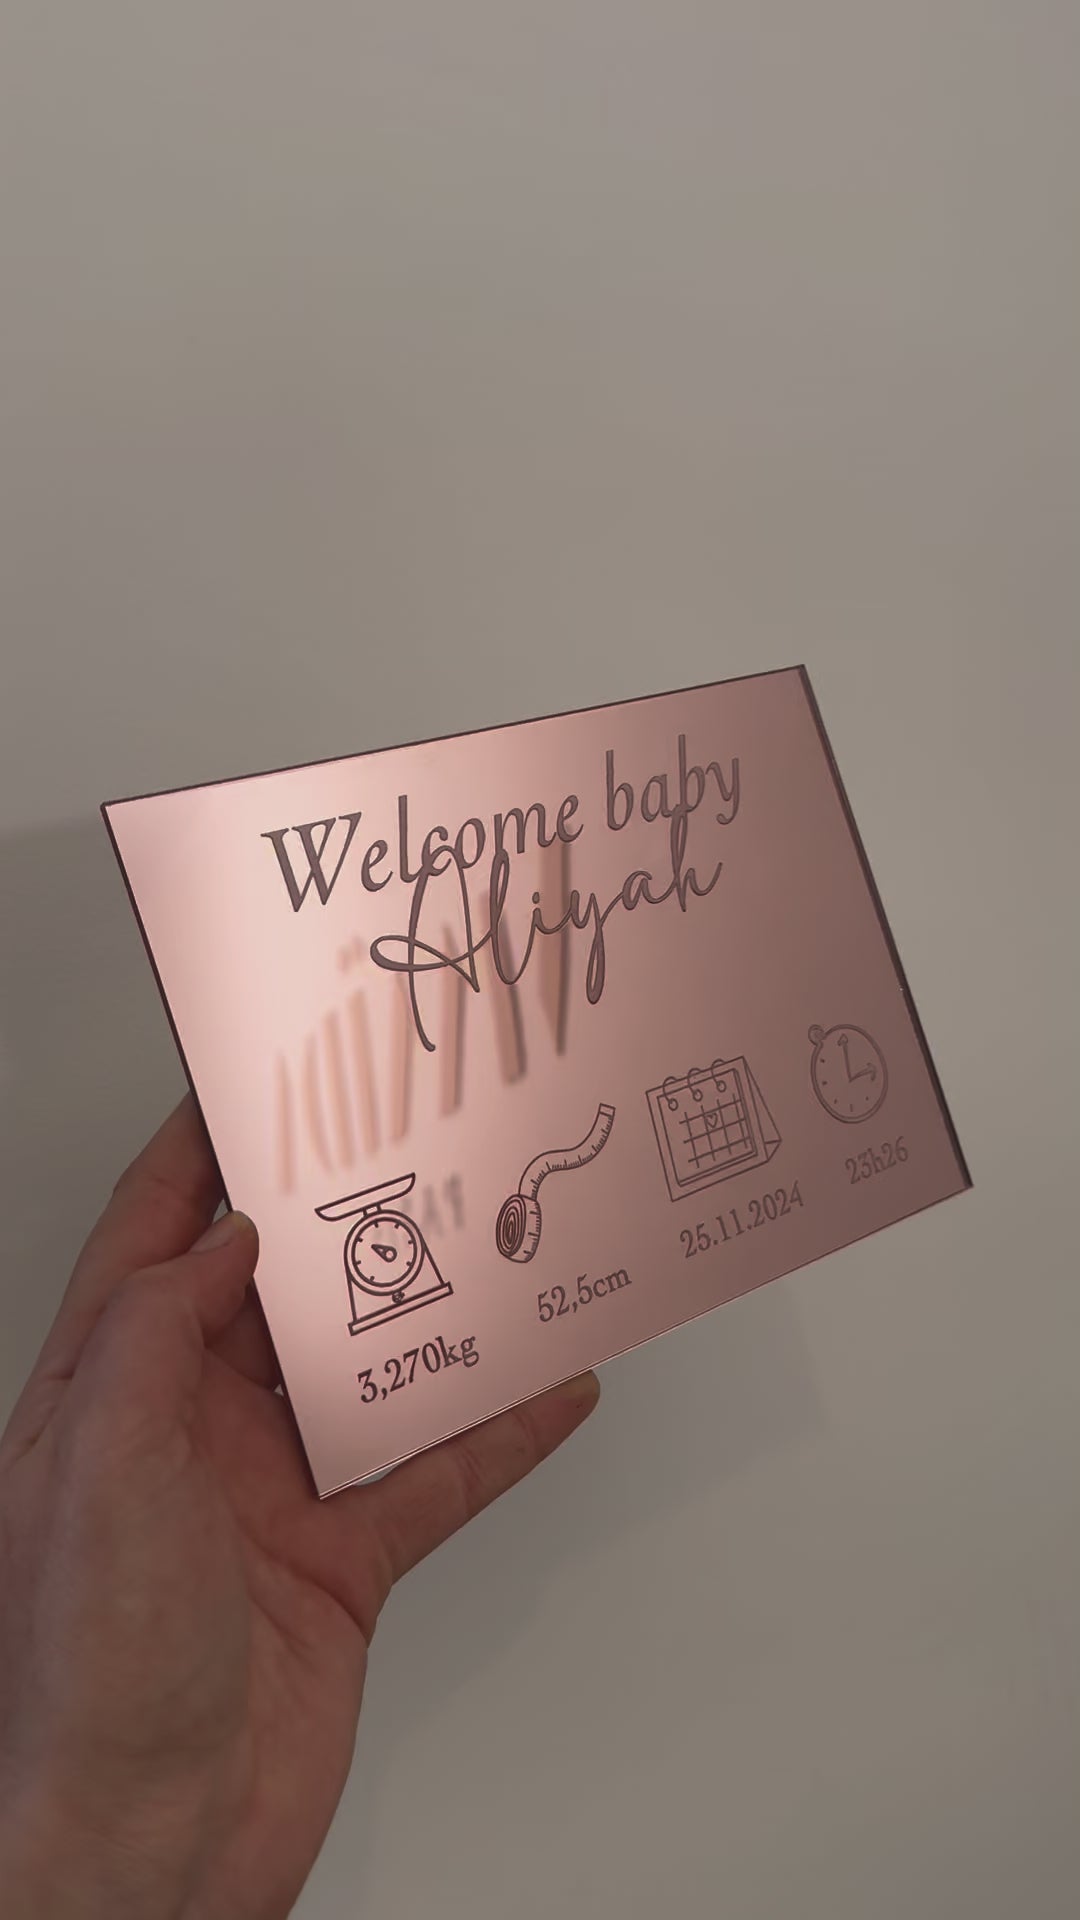 Welcome baby
Aliyah
3,270kg
52,5cm
25.11.2024
23h26